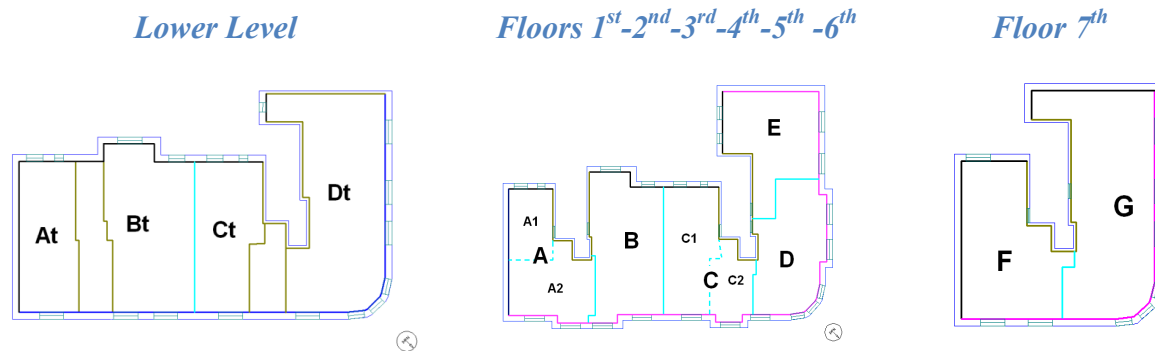 Lower Level
Floors 1st-2nd-3rd-4th-5th -6th
Floor 7th
At
Bt
Ct
Dt
A1
A
A2
B
C1
C
C2
D
E
F
G